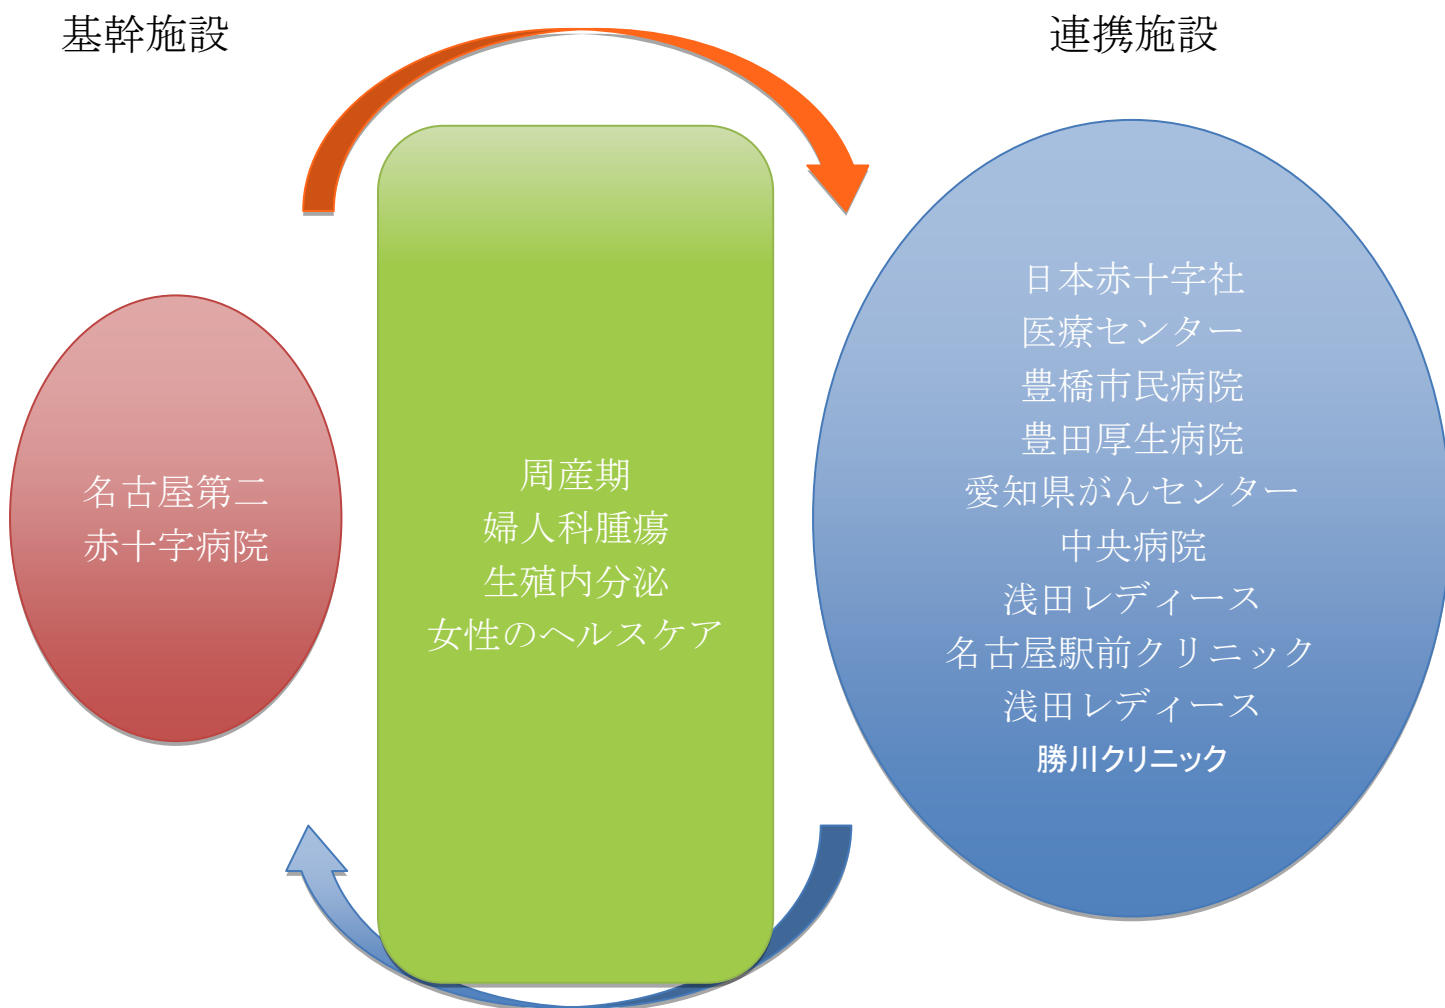 基幹施設
連携施設
名古屋第二
赤十字病院
周産期
婦人科腫瘍
生殖内分泌
女性のヘルスケア
日本赤十字社
医療センター
豊橋市民病院
豊田厚生病院
愛知県がんセンター
中央病院
浅田レディース
名古屋駅前クリニック
浅田レディース
勝川クリニック